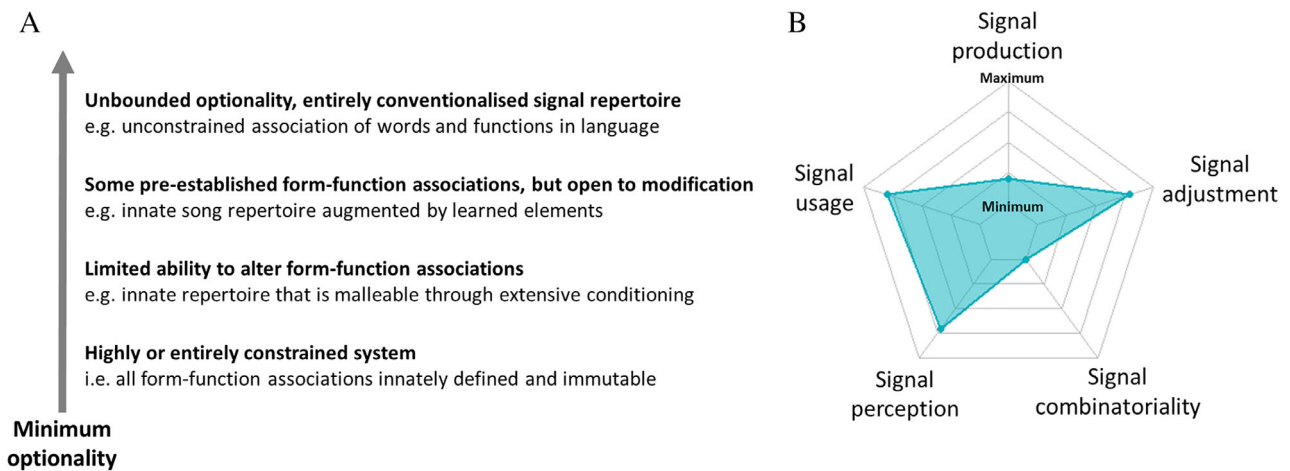 A
Unbounded optionality, entirely conventionalised signal repertoire
e.g. unconstrained association of words and functions in language
Some pre-established form-function associations, but open to modification
e.g. innate song repertoire augmented by learned elements
Limited ability to alter form-function associations
e.g. innate repertoire that is malleable through extensive conditioning
Highly or entirely constrained system
i.e. all form-function associations innately defined and immutable
Minimum
optionality
B
Signal
production
Maximum
Signal
usage
Signal
adjustment
Minimum
Signal
perception
Signal
combinatoriality